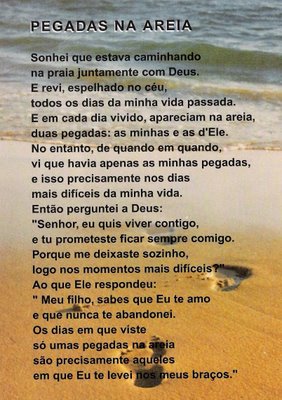 PEGADAS NA AREIA
Sonhei que estava caminhando
na praia juntamente com Deus.
E revi, espelhado no céu,
todos os dias da minha vida passada.
E em cada dia vivido, apareciam na areia,
duas pegadas: as minhas e as d'Ele.
No entanto, de quando em quando,
vi que havia apenas as minhas pegadas,
e isso precisamente nos dias
mais difíceis da minha vida.
Então perguntei a Deus:
"Senhor, eu quis viver contigo,
e tu prometeste ficar sempre comigo.
Porque me deixaste sozinho,
logo nos momentos mais difíceis?"
Ao que Ele respondeu:
" Meu filho, sabes que Eu te amo
e que nunca te abandonei.
Os dias em que viste
só umas pegadas na areia
são precisamente aqueles
em que Eu te levei nos meus braços."